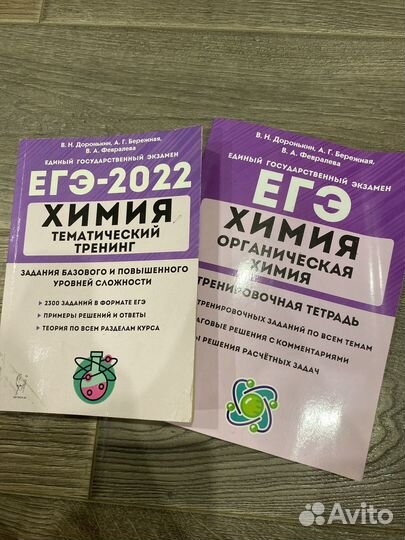 В. Н. Доронькин, А. Г. Бережная,
В. А. Февралева
ЕДИНЫЙ ГОСУДАРСТВЕННЫЙ ЭКЗАМЕН
ЕГЭ-2022
ХИМИЯ
ТЕМАТИЧЕСКИЙ
ТРЕНИНГ
ЗАДАНИЯ БАЗОВОГО И ПОВЫШЕННОГО
УРОВНЕЙ СЛОЖНОСТИ
2300 ЗАДАНИЙ В ФОРМАТЕ ЕГЭ
ПРИМЕРЫ РЕШЕНИЙ И ОТВЕТЫ
ТЕОРИЯ ПО ВСЕМ РАЗДЕЛАМ КУРСА
В. Н. Доронькин, А. Г. Бережная,
В. А. Февралева
ЕДИНЫЙ ГОСУДАРСТВЕННЫЙ ЭКЗАМЕН
ЕГЭ
ХИМИЯ
ОРГАНИЧЕСКАЯ
ХИМИЯ
ТРЕНИРОВОЧНАЯ ТЕТРАДЬ
ТРЕНИРОВОЧНЫХ ЗАДАНИЙ ПО ВСЕМ ТЕМАМ
АГОВЫЕ РЕШЕНИЯ С КОММЕНТАРИЯМИ
Ы РЕШЕНИЯ РАСЧЁТНЫХ ЗАДАЧ
Avito